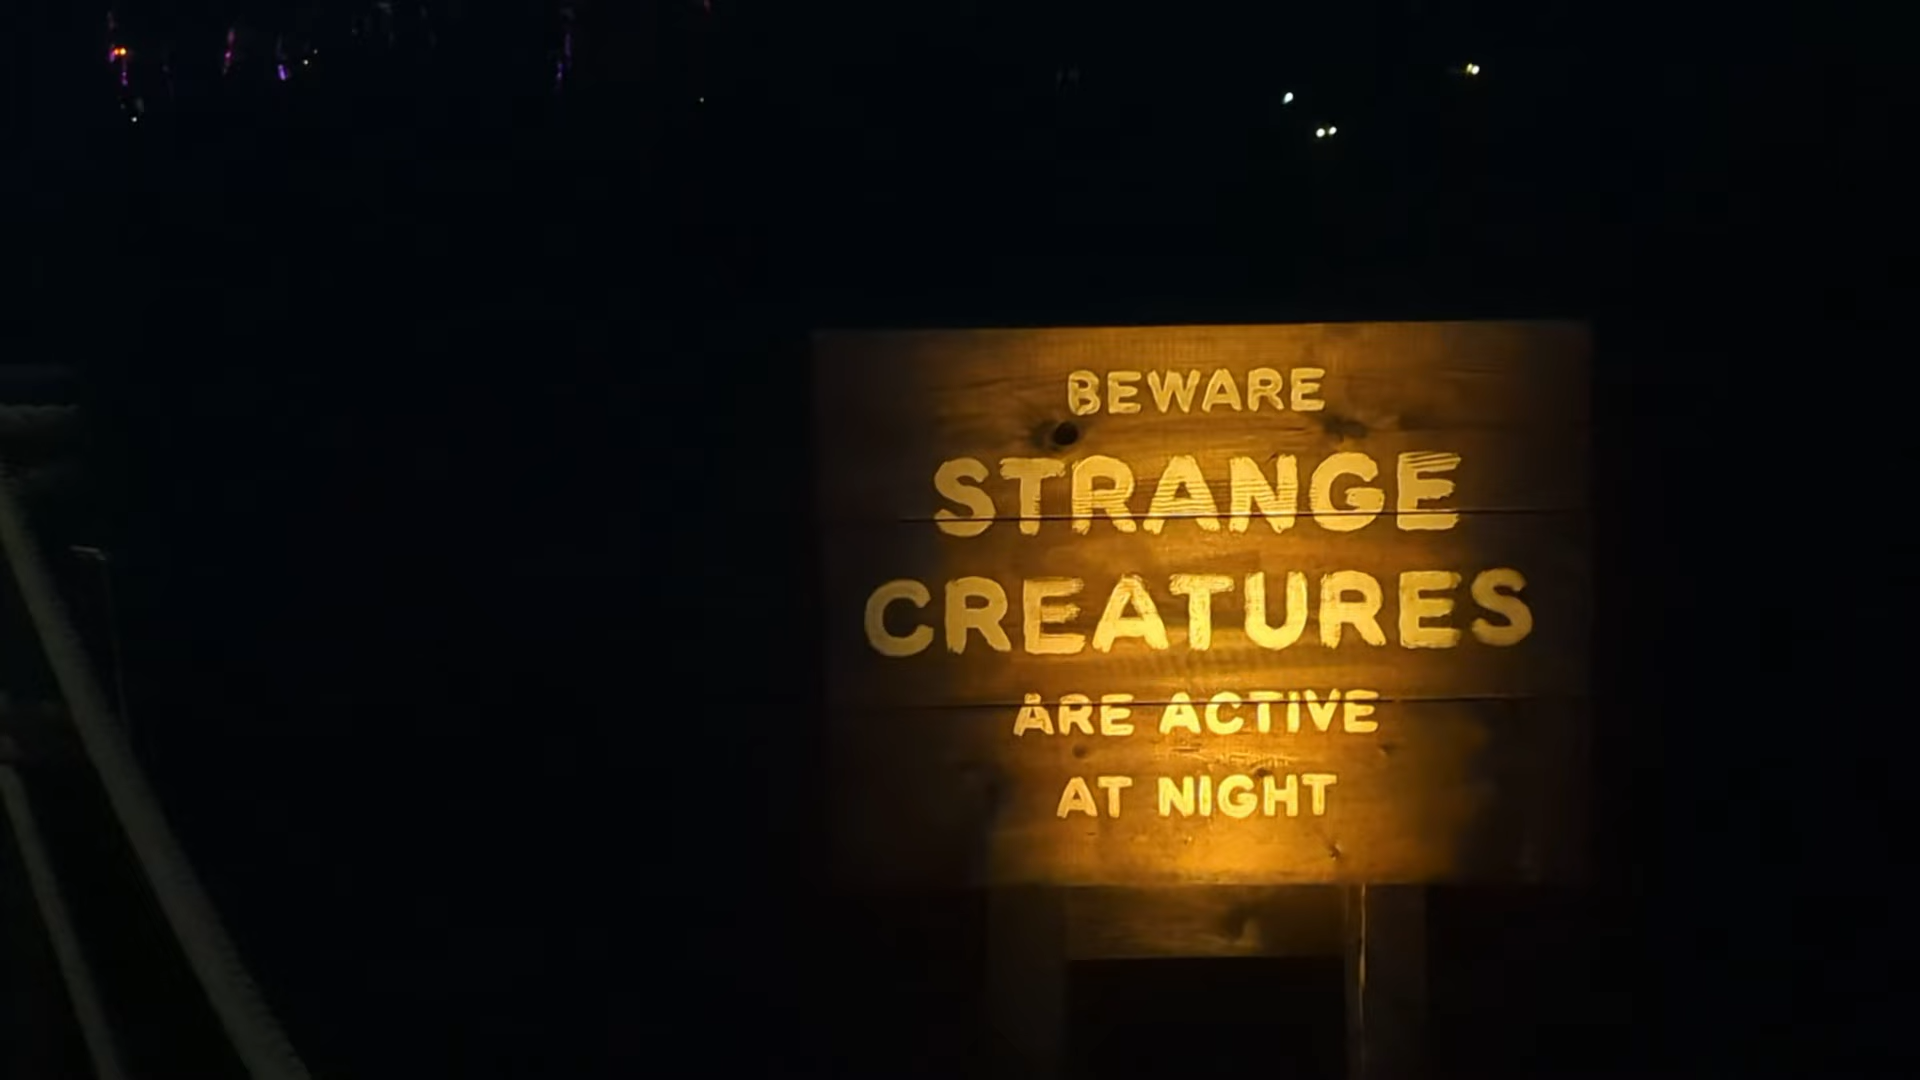 BEWARE
STRANGE
CREATURES
ARE ACTIVE
AT NIGHT